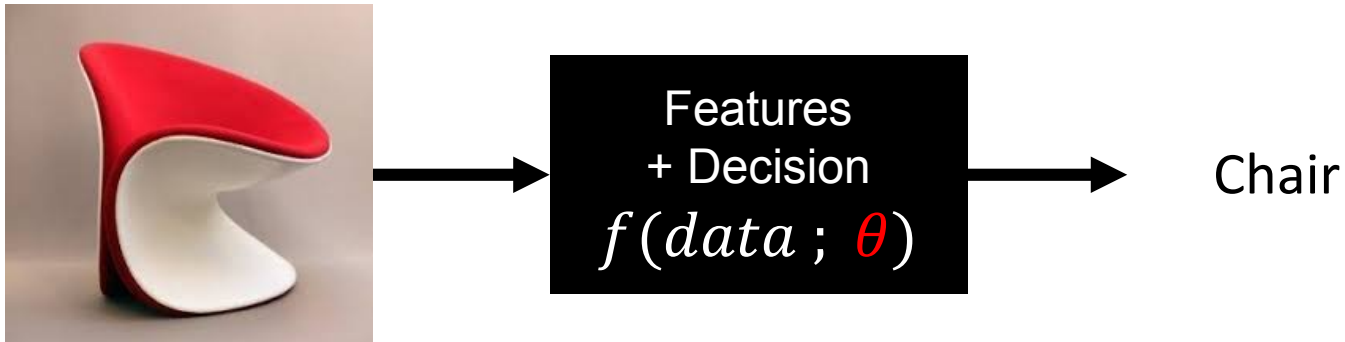 Features
+ Decision
f(data ; θ)
Chair